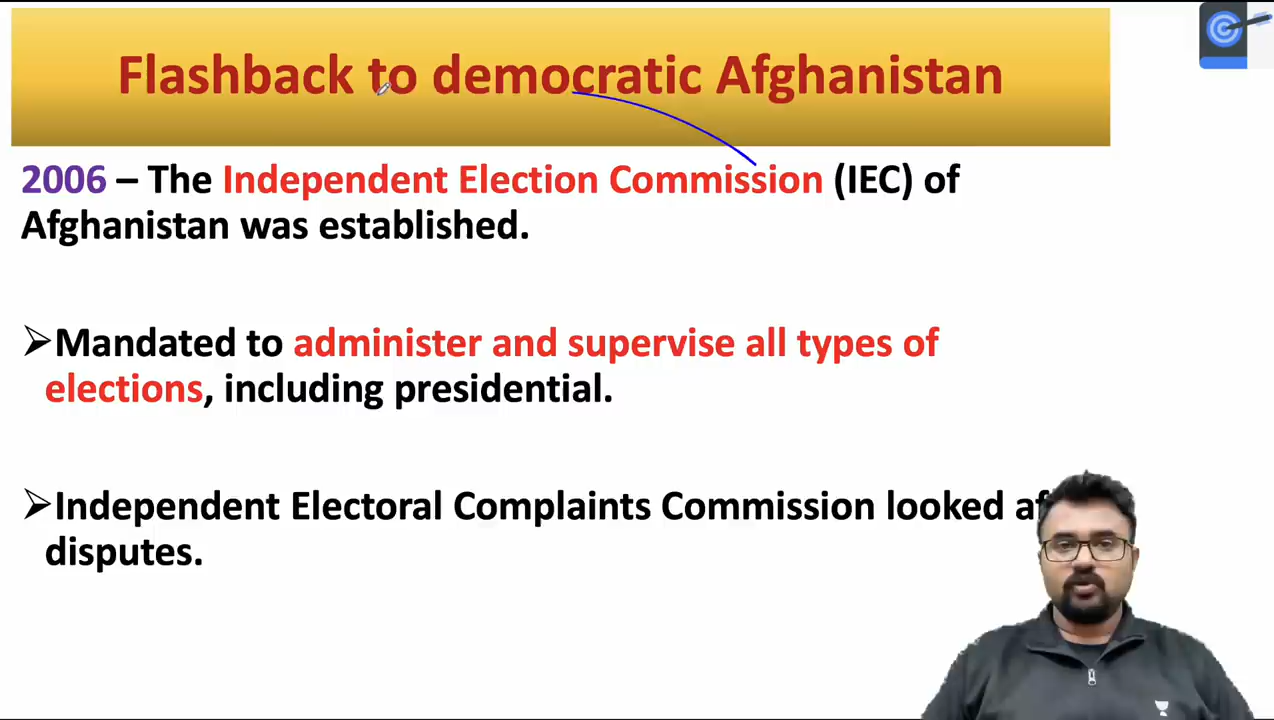 Flashback to democratic Afghanistan
2006 – The Independent Election Commission (IEC) of
Afghanistan was established.
➢Mandated to administer and supervise all types of
elections, including presidential.
➢Independent Electoral Complaints Commission looked
disputes.